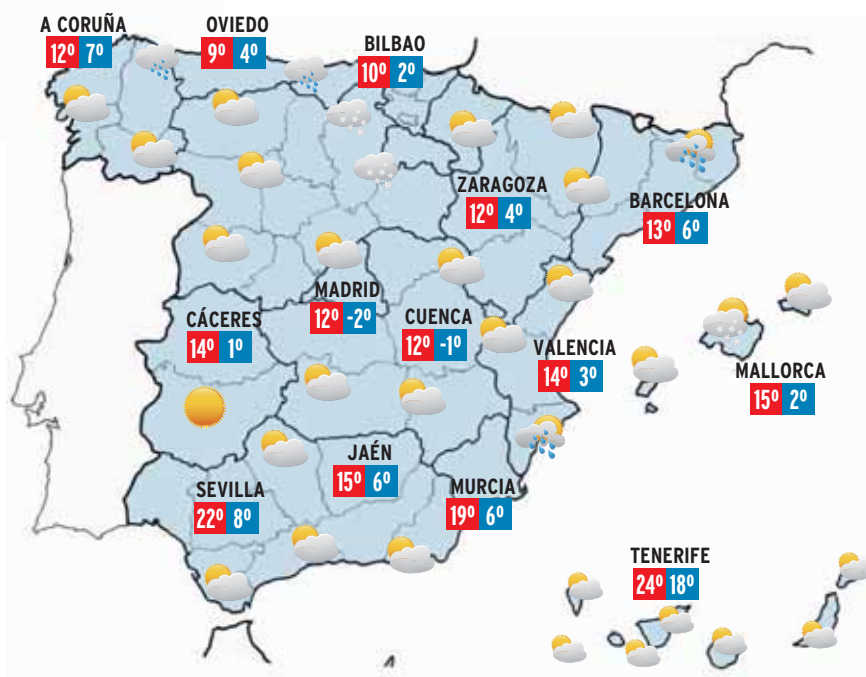 A CORUÑA
12º 7º
OVIEDO
9º 4º
BILBAO
10º 2º
ZARAGOZA
12º 4º
BARCELONA
13º 6º
MADRID
12º -2º
CÁCERES
14º 1º
CUENCA
12º -1º
VALENCIA
14º 3º
MALLORCA
15º 2º
JAÉN
15º 6º
SEVILLA
22º 8º
MURCIA
19º 6º
TENERIFE
24º 18º